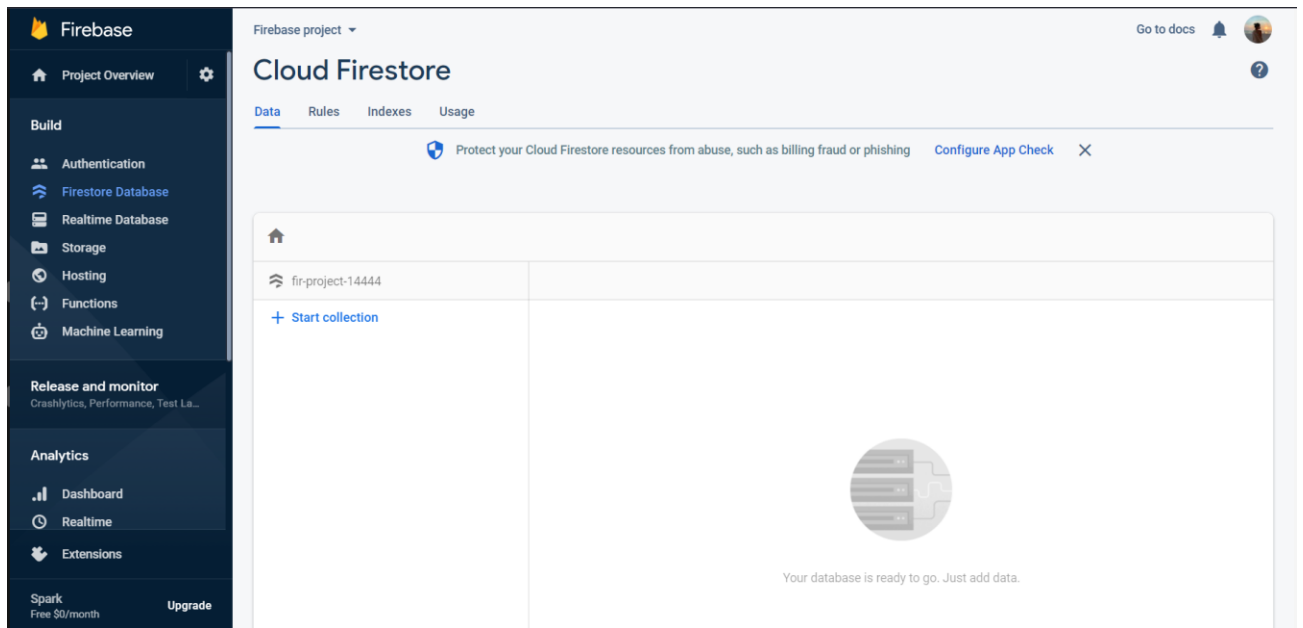 Firebase
Project Overview
Build
Authentication
Firestore Database
Realtime Database
Storage
Hosting
Functions
Machine Learning
Release and monitor
Crashlytics, Performance, Test La...
Analytics
Dashboard
Realtime
Extensions
Spark
Free $0/month
Upgrade
Firebase project
Go to docs
Cloud Firestore
Data Rules Indexes Usage
Protect your Cloud Firestore resources from abuse, such as billing fraud or phishing Configure App Check
fir-project-14444
+ Start collection
Your database is ready to go. Just add data.